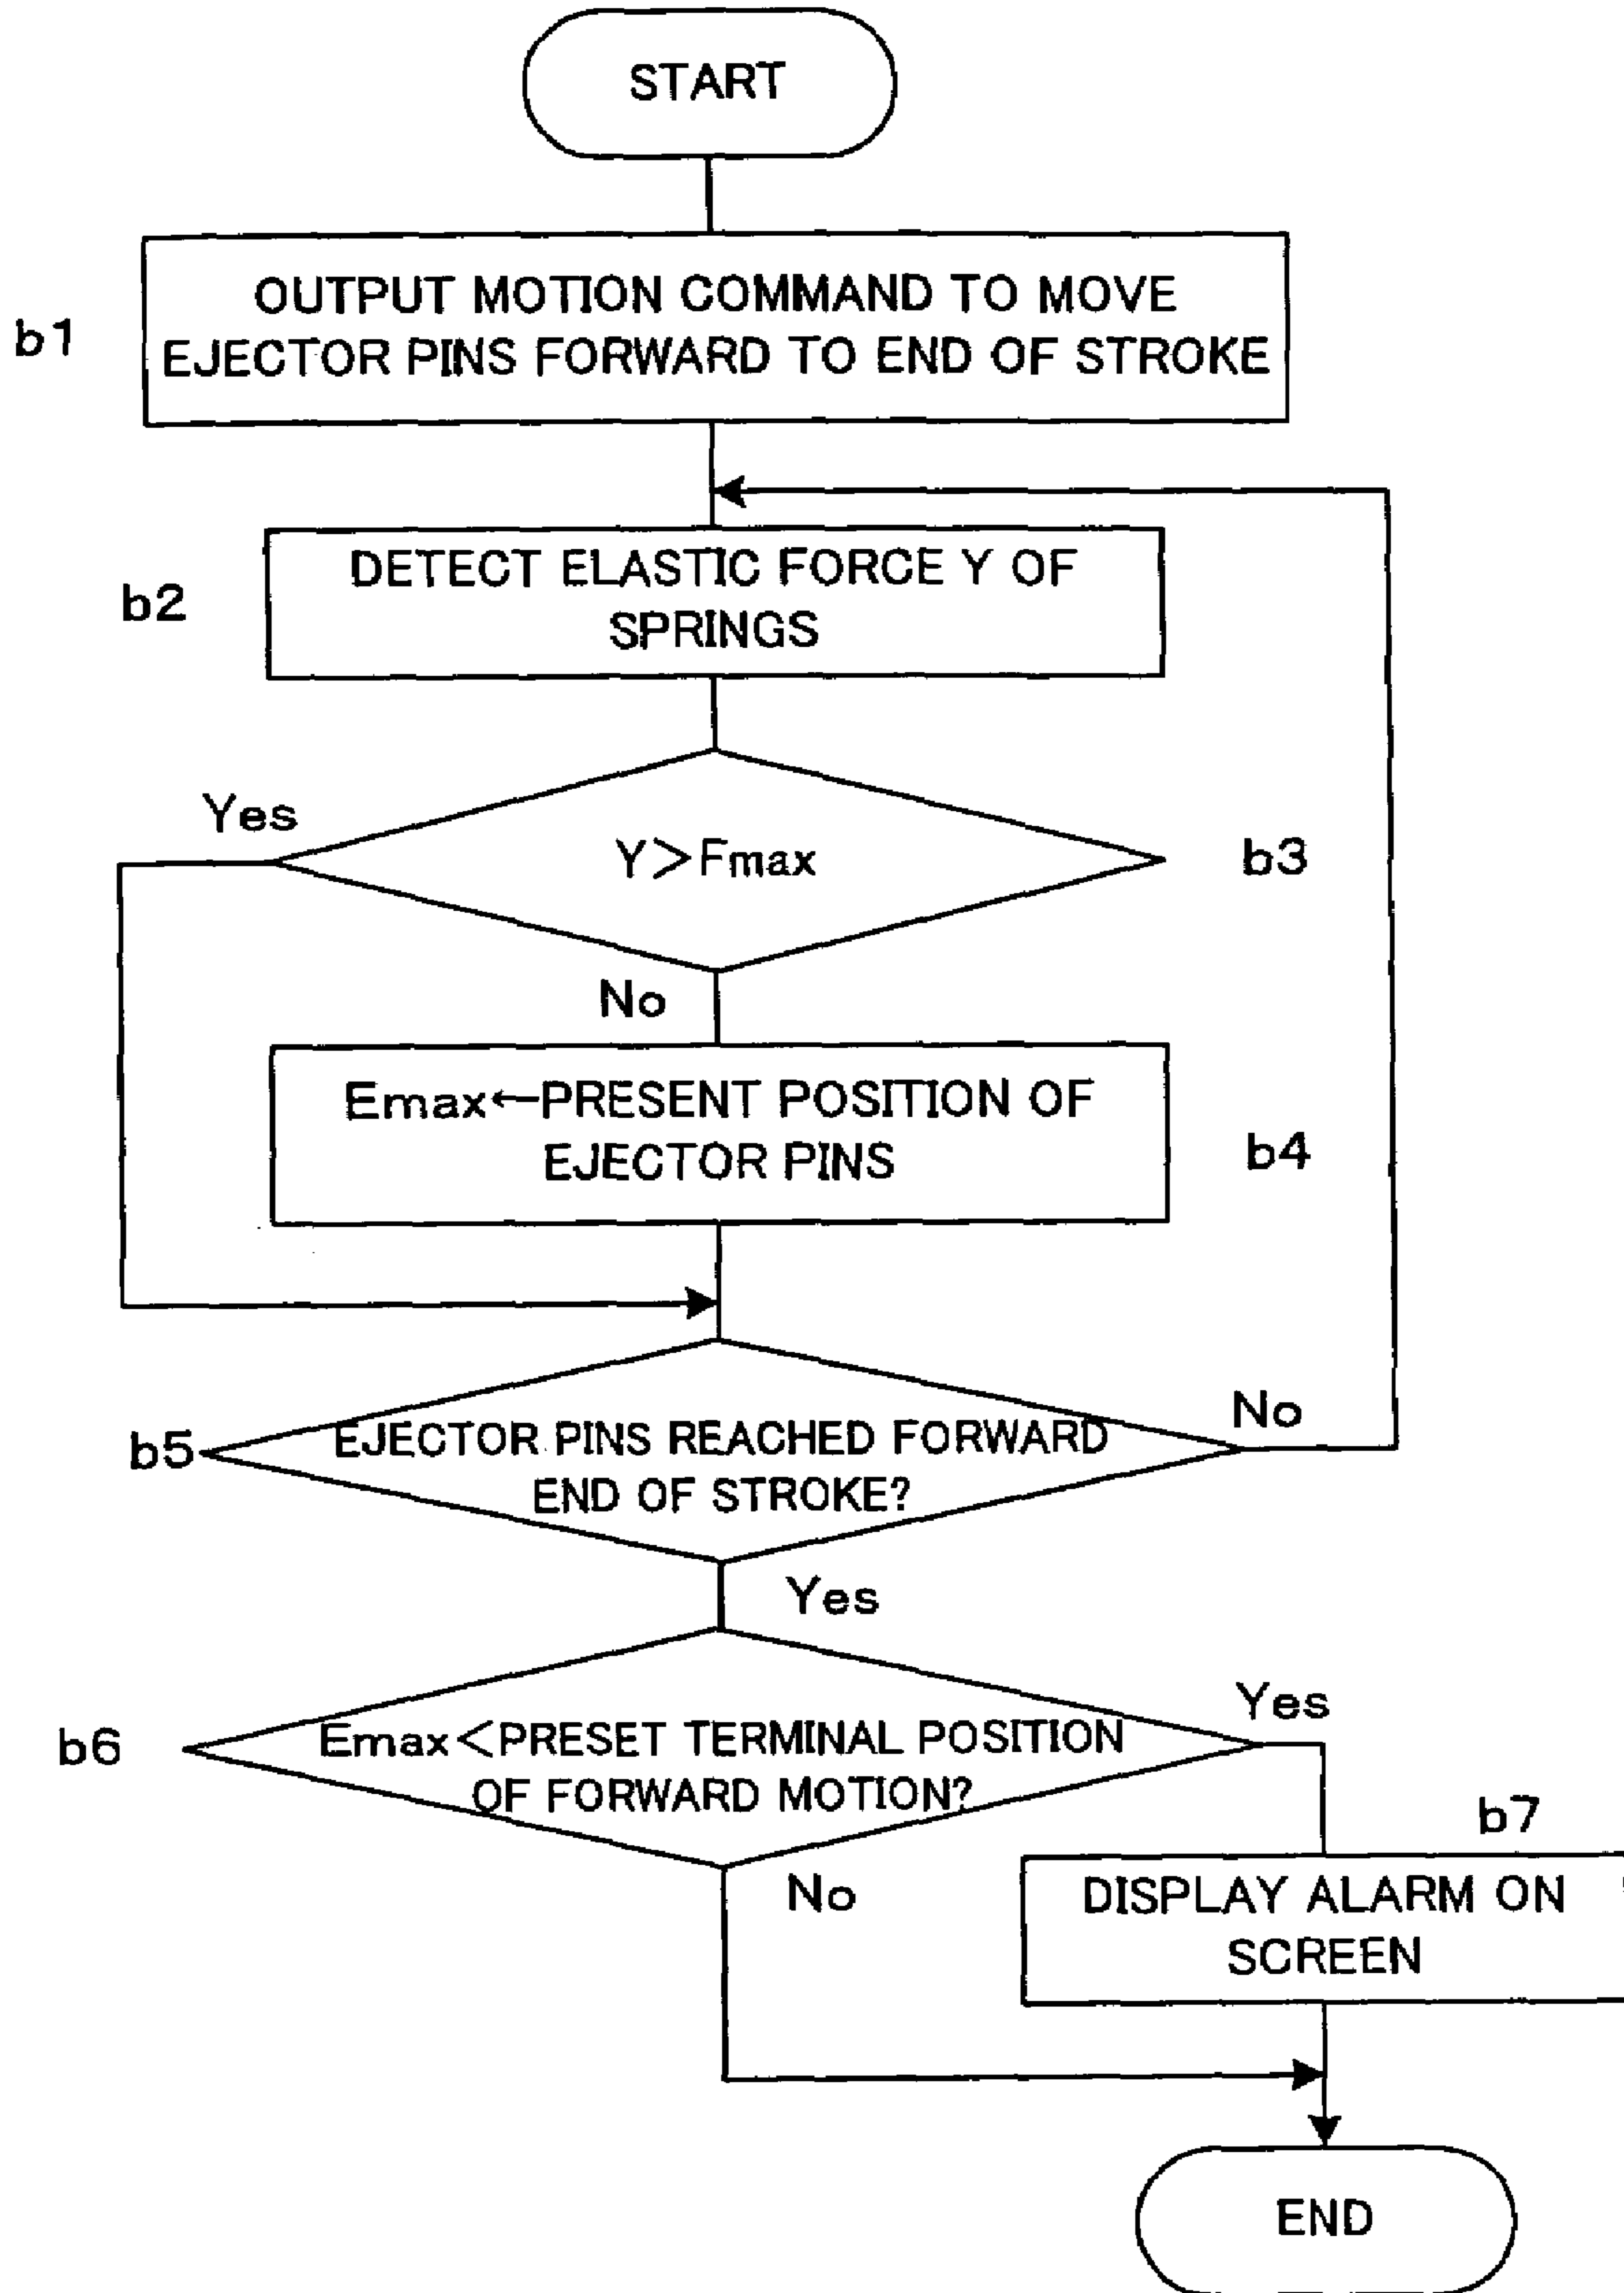 START
b1
OUTPUT MOTION COMMAND TO MOVE
EJECTOR PINS FORWARD TO END OF STROKE
b2
DETECT ELASTIC FORCE Y OF
SPRINGS
Yes
Y>Fmax
b3
No
Emax←PRESENT POSITION OF
EJECTOR PINS
b4
b5
EJECTOR PINS REACHED FORWARD
END OF STROKE?
No
Yes
b6
Emax<PRESET TERMINAL POSITION
OF FORWARD MOTION?
Yes
b7
No
DISPLAY ALARM ON
SCREEN
END